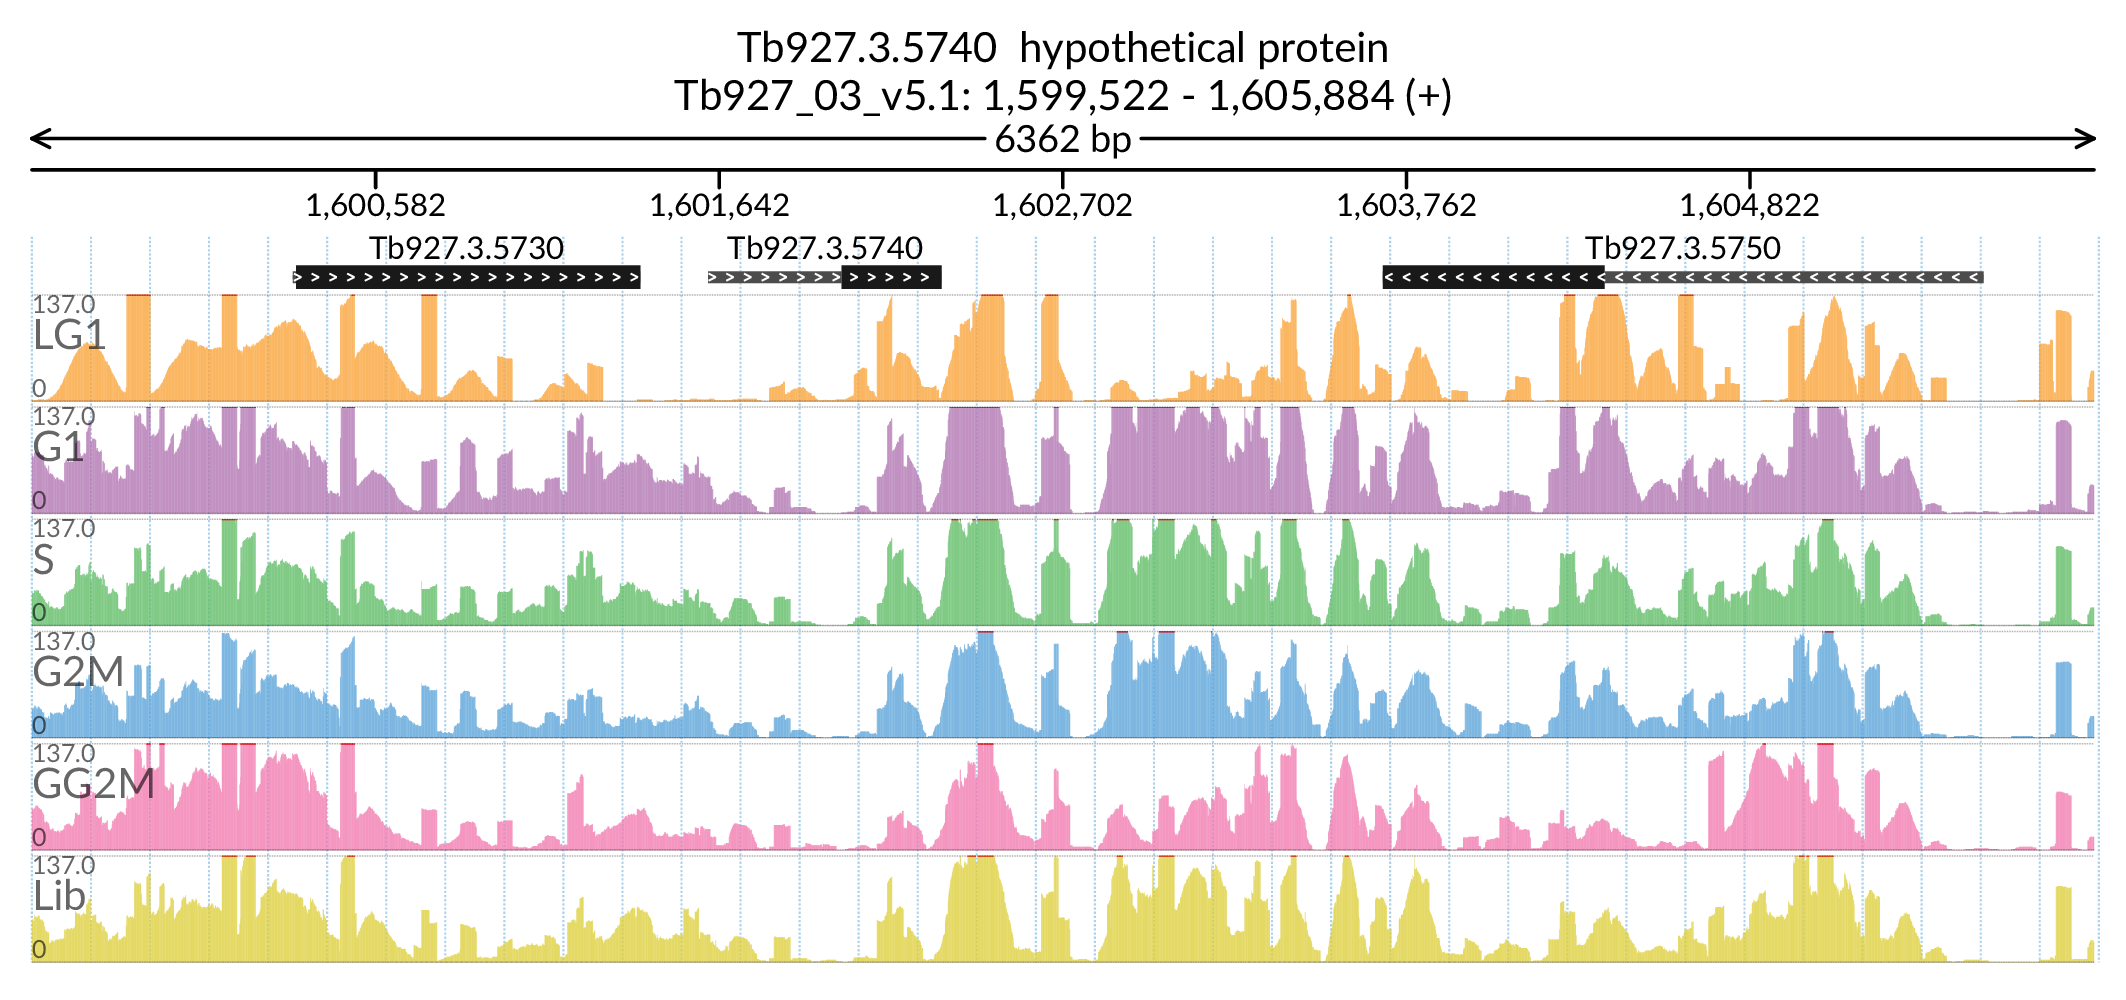 Tb927.3.5740 hypothetical protein
Tb927_03_v5.1: 1,599,522 - 1,605,884 (+)
6362 bp
1,600,582 1,601,642 1,602,702 1,603,762 1,604,822
Tb927.3.5730 Tb927.3.5740 Tb927.3.5750
137.0
LG1
0
137.0
G1
0
137.0
S
0
137.0
G2M
0
137.0
GG2M
0
137.0
Lib
0